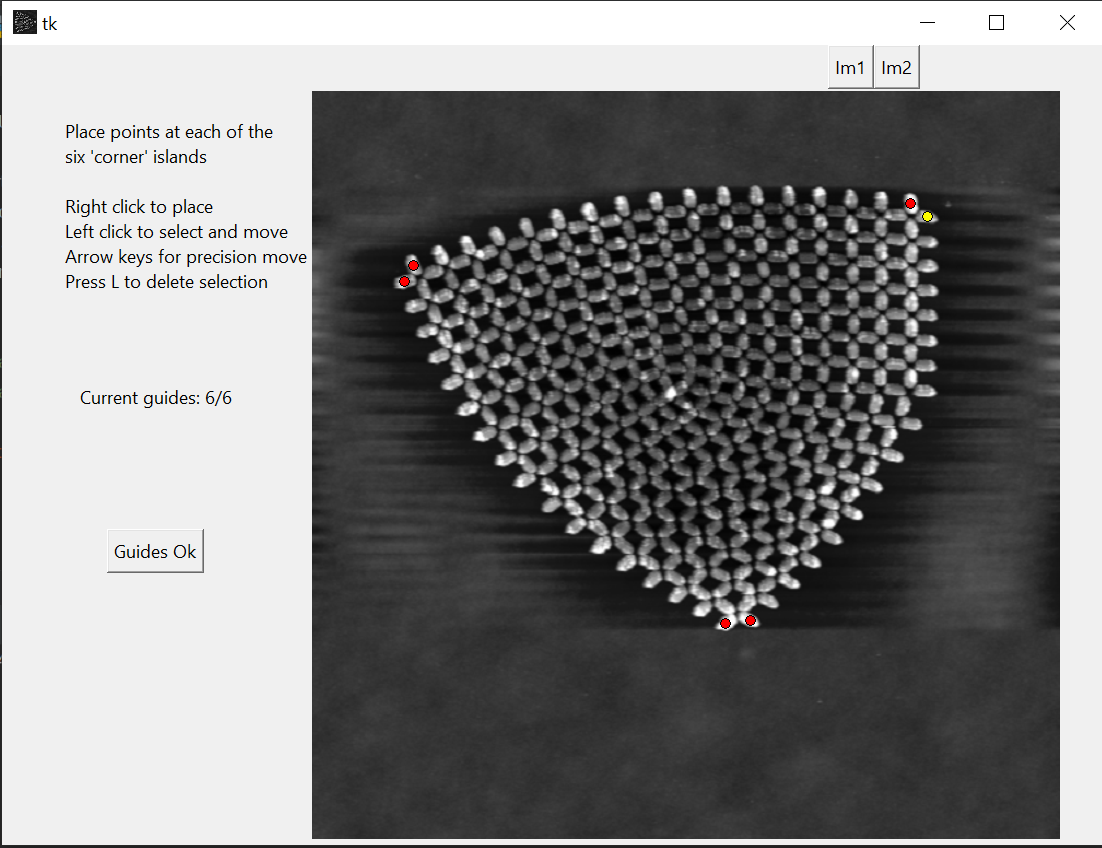 tk
Im1 Im2
Place points at each of the
six 'corner' islands
Right click to place
Left click to select and move
Arrow keys for precision move
Press L to delete selection
Current guides: 6/6
Guides Ok